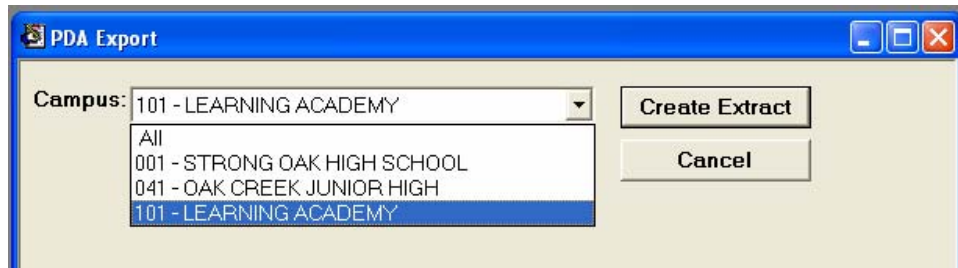 PDA Export
Campus: 101 - LEARNING ACADEMY
Create Extract
All
001 - STRONG OAK HIGH SCHOOL
Cancel
041 - OAK CREEK JUNIOR HIGH
101 - LEARNING ACADEMY